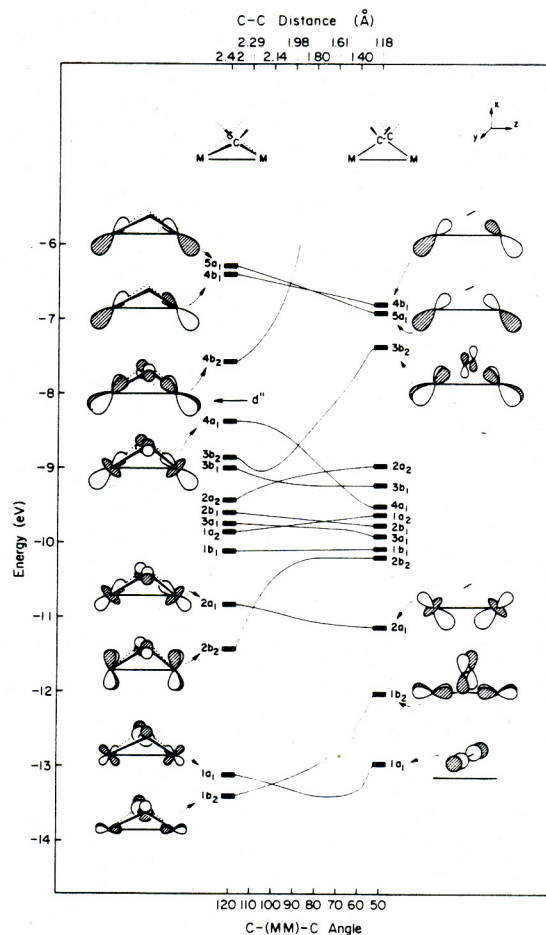 C-C Distance (Å)
2.29 1.98 1.61 1.18
2.42 2.14 1.80 1.40
C
M M
C-C
M M
x
y z
-6
-7
-8
-9
-10
-11
-12
-13
-14
Energy (eV)
5a₁
4b₁
4b₂
d"
4a₁
3b₂
3b₁
2a₂
2b₁
3a₁
1a₂
1b₁
2a₁
2b₂
1a₁
1b₂
4b₁
5a₁
3b₂
2a₂
3b₁
4a₁
1a₂
2b₁
3a₁
1b₁
2b₂
2a₁
1b₂
1a₁
120 110 100 90 80 70 60 50
C-(MM)-C Angle